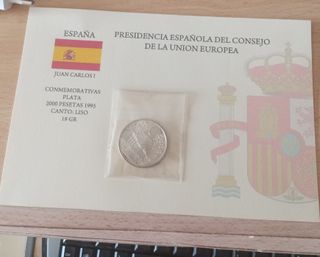 ESPAÑA
JUAN CARLOS I
CONMEMORATIVAS
PLATA
2000 PESETAS 1995
CANTO: LISO
18 GR
PRESIDENCIA ESPAÑOLA DEL CONSEJO
DE LA UNION EUROPEA